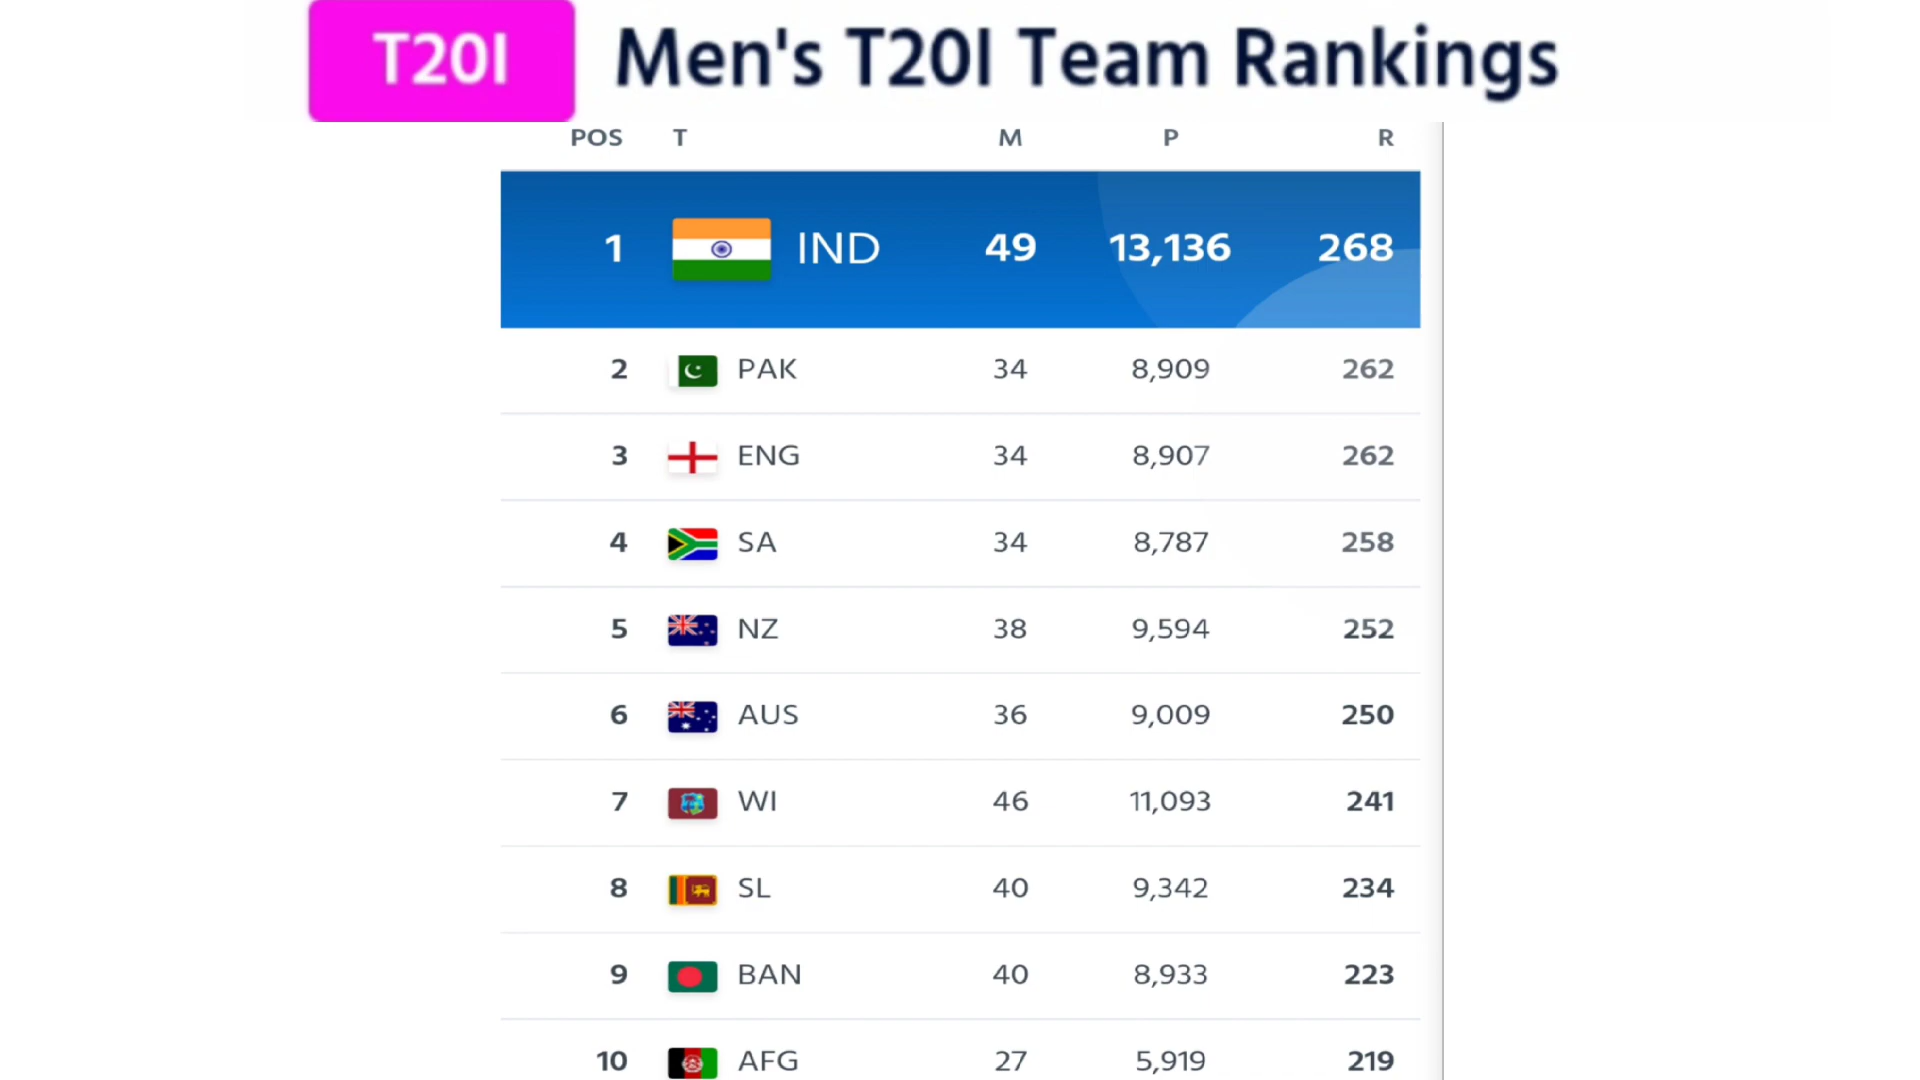 T20I Men's T20I Team Rankings
POS T M P R
1 IND 49 13,136 268
2 PAK 34 8,909 262
3 ENG 34 8,907 262
4 SA 34 8,787 258
5 NZ 38 9,594 252
6 AUS 36 9,009 250
7 WI 46 11,093 241
8 SL 40 9,342 234
9 BAN 40 8,933 223
10 AFG 27 5,919 219